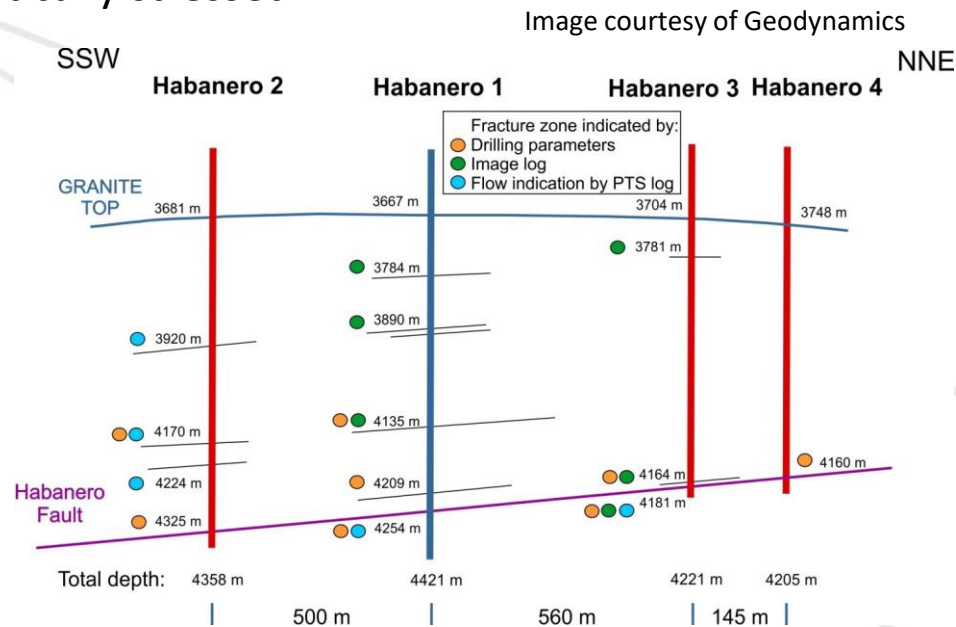 Image courtesy of Geodynamics
SSW
NNE
Habanero 2
Habanero 1
Habanero 3
Habanero 4
Fracture zone indicated by:
Drilling parameters
Image log
Flow indication by PTS log
GRANITE
TOP
3681 m
3667 m
3704 m
3748 m
3784 m
3781 m
3890 m
3920 m
4135 m
4170 m
4209 m
4164 m
4160 m
4224 m
4181 m
Habanero
Fault
4325 m
4254 m
Total depth:
4358 m
4421 m
4221 m
4205 m
500 m
560 m
145 m